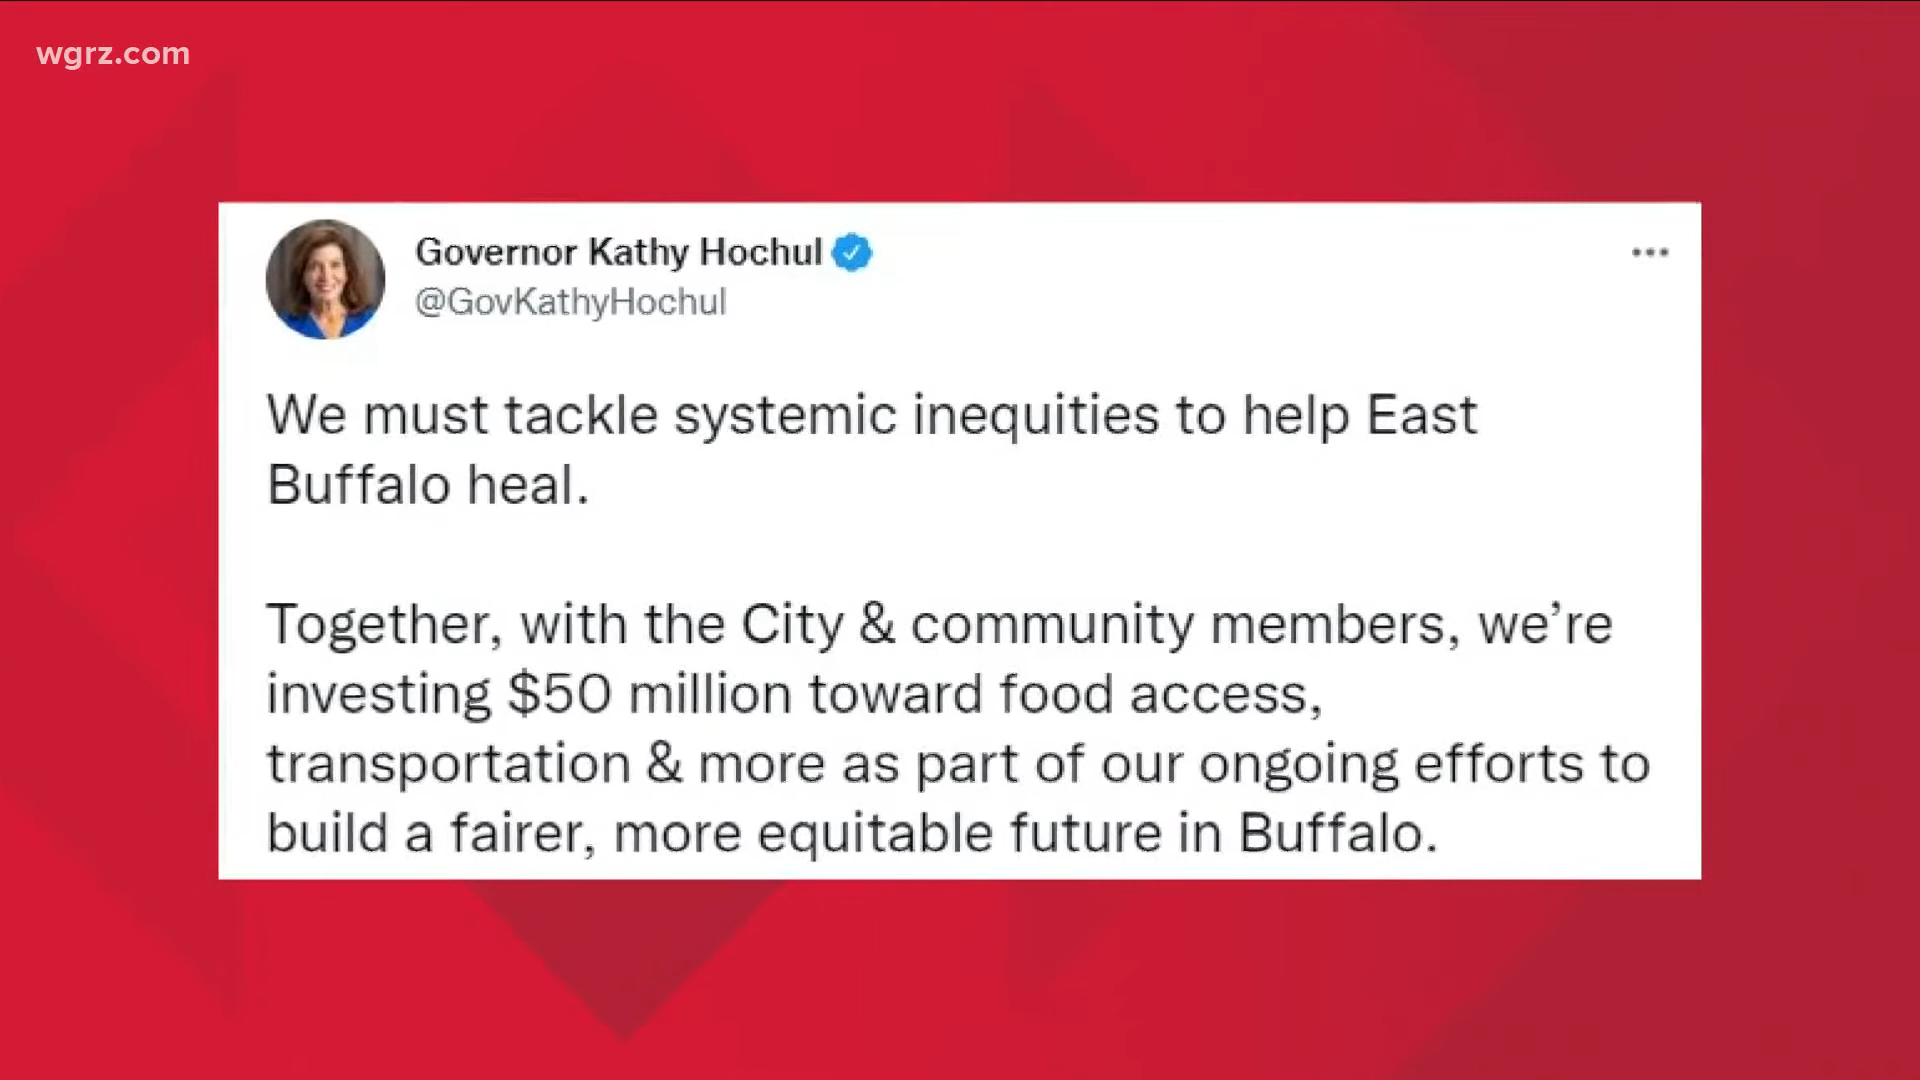 wgrz.com
Governor Kathy Hochul
@GovKathyHochul
We must tackle systemic inequities to help East
Buffalo heal.
Together, with the City & community members, we’re
investing $50 million toward food access,
transportation & more as part of our ongoing efforts to
build a fairer, more equitable future in Buffalo.